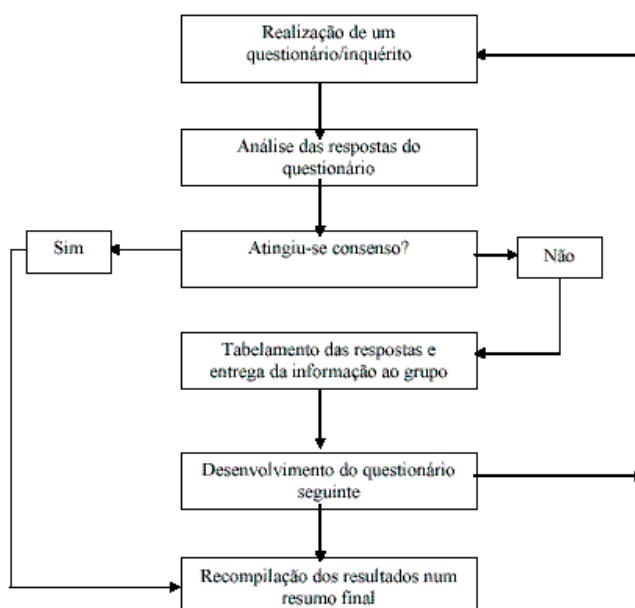 Realização de um
questionário/inquérito
Análise das respostas do
questionário
Sim
Atingiu-se consenso?
Não
Tabelamento das respostas e
entrega da informação ao grupo
Desenvolvimento do questionário
seguinte
Recompilação dos resultados num
resumo final